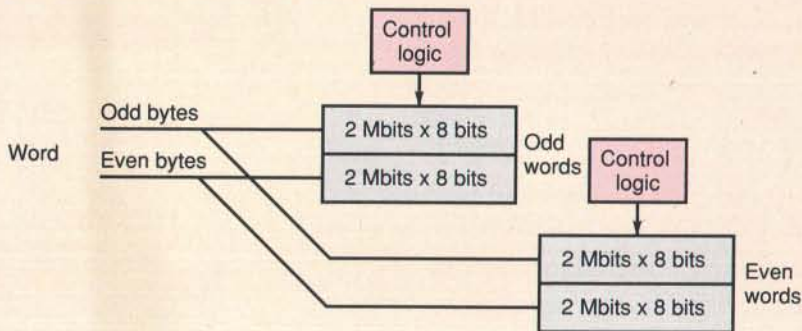 Control
logic
Odd bytes
Word
Even bytes
2 Mbits x 8 bits
2 Mbits x 8 bits
Odd
words
Control
logic
2 Mbits x 8 bits
2 Mbits x 8 bits
Even
words